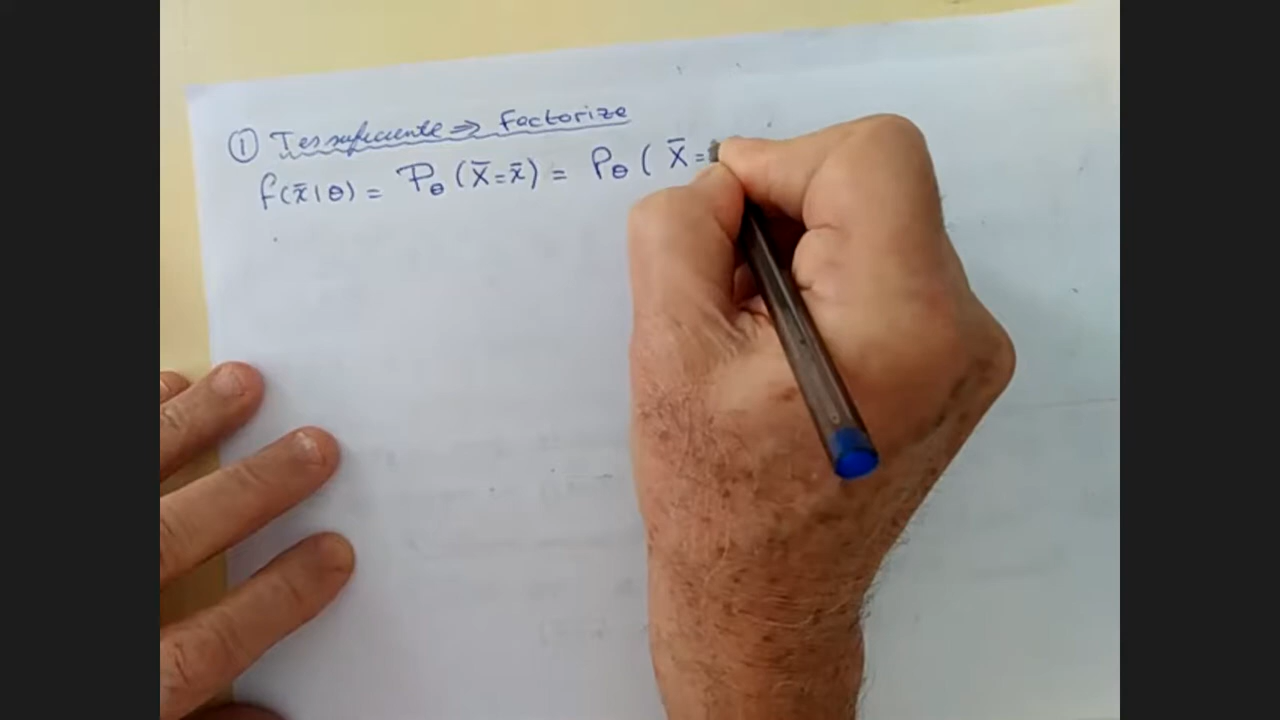 ① T es suficiente ⇒ Factorize
f(x̄|θ) = Pθ(X̄=x̄) = Pθ( X̄=